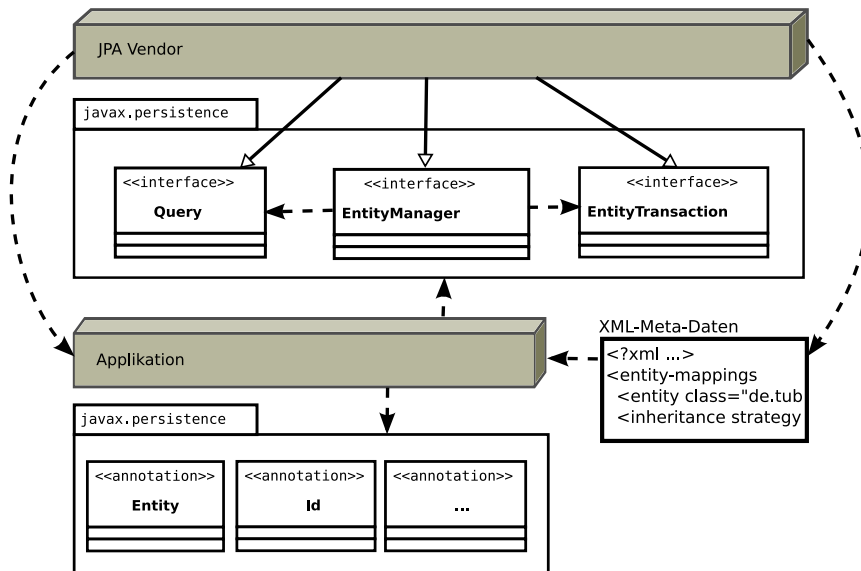 JPA Vendor
javax.persistence
<<interface>>
Query
<<interface>>
EntityManager
<<interface>>
EntityTransaction
Applikation
XML-Meta-Daten
<?xml ...>
<entity-mappings
<entity class="de.tub
<inheritance strategy
javax.persistence
<<annotation>>
Entity
<<annotation>>
Id
<<annotation>>
...